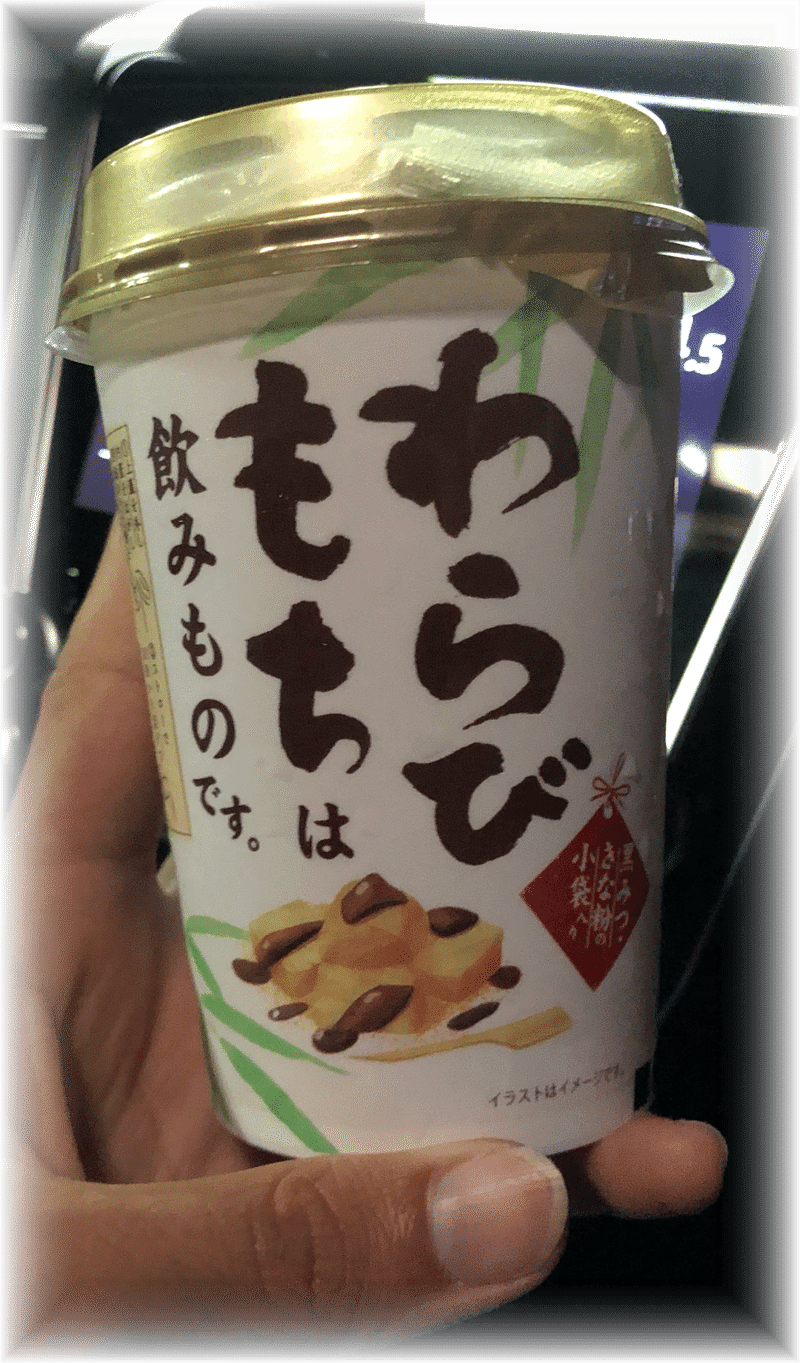 わらび
もちは
飲みものです。
黒みつ・
きな粉の
小袋入り
イラストはイメージです。
.5